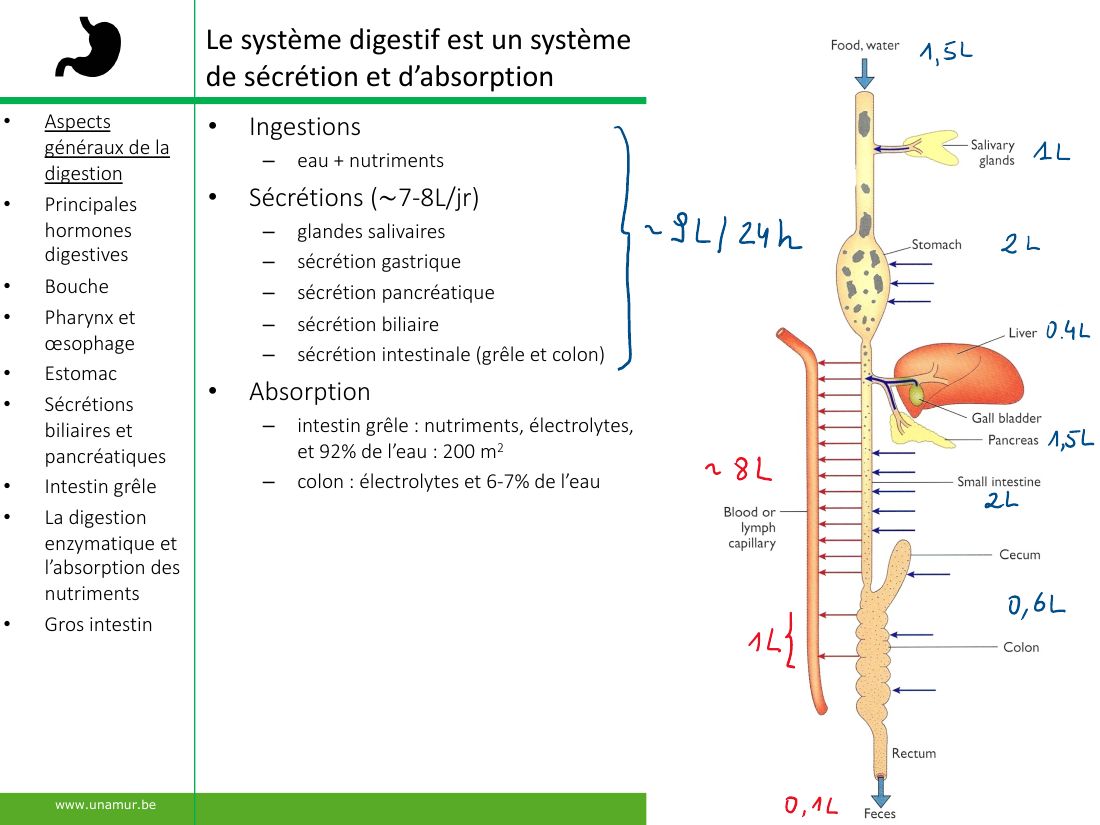 Le système digestif est un système
de sécrétion et d’absorption
• Aspects
généraux de la
digestion
• Principales
hormones
digestives
• Bouche
• Pharynx et
œsophage
• Estomac
• Sécrétions
biliaires et
pancréatiques
• Intestin grêle
• La digestion
enzymatique et
l’absorption des
nutriments
• Gros intestin
www.unamur.be
• Ingestions
– eau + nutriments
• Sécrétions (~7-8L/jr)
– glandes salivaires
– sécrétion gastrique
– sécrétion pancréatique
– sécrétion biliaire
– sécrétion intestinale (grêle et colon)
~ 9L / 24h
• Absorption
– intestin grêle : nutriments, électrolytes,
et 92% de l’eau : 200 m²
– colon : électrolytes et 6-7% de l’eau
Food, water 1,5L
Salivary
glands 1L
Stomach 2L
Liver 0.4L
Gall bladder
Pancreas 1,5L
~ 8L
Small intestine
2L
Blood or
lymph
capillary
Cecum
0,6L
1L
Colon
Rectum
0,1L
Feces